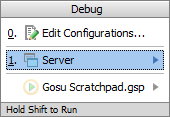 Debug
0. Edit Configurations...
1. Server
Gosu Scratchpad.gsp
Hold Shift to Run